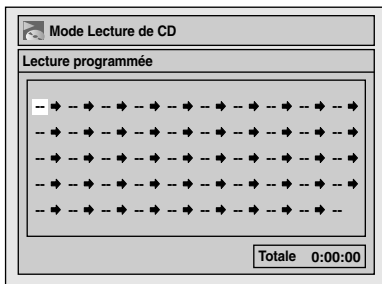 Mode Lecture de CD
Lecture programmée
-- ➡ -- ➡ -- ➡ -- ➡ -- ➡ -- ➡ -- ➡ -- ➡ -- ➡ -- ➡
-- ➡ -- ➡ -- ➡ -- ➡ -- ➡ -- ➡ -- ➡ -- ➡ -- ➡ -- ➡
-- ➡ -- ➡ -- ➡ -- ➡ -- ➡ -- ➡ -- ➡ -- ➡ -- ➡ -- ➡
-- ➡ -- ➡ -- ➡ -- ➡ -- ➡ -- ➡ -- ➡ -- ➡ -- ➡ -- ➡
-- ➡ -- ➡ -- ➡ -- ➡ -- ➡ -- ➡ -- ➡ -- ➡ -- ➡ --
Totale 0:00:00